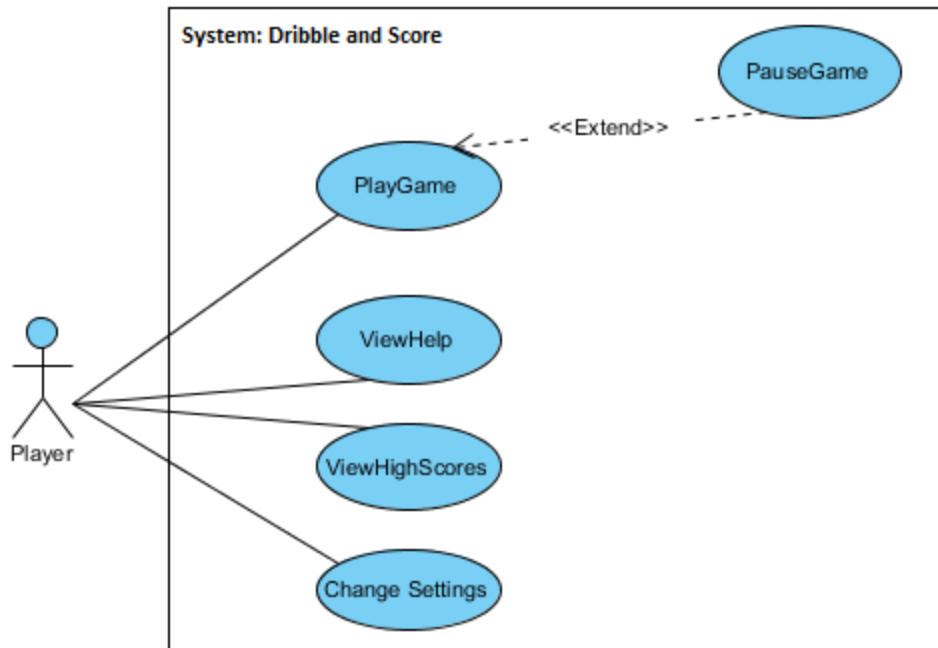 System: Dribble and Score
PauseGame
<<Extend>>
PlayGame
ViewHelp
Player
ViewHighScores
Change Settings